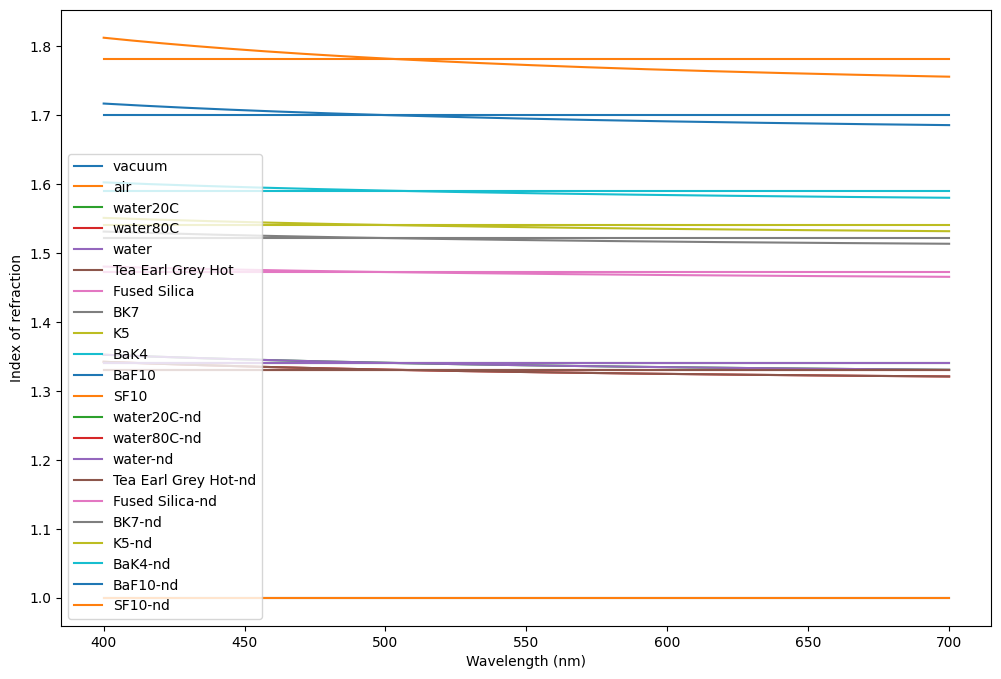 1.8
1.7
1.6
1.5
1.4
1.3
1.2
1.1
1.0
Index of refraction
vacuum
air
water20C
water80C
water
Tea Earl Grey Hot
Fused Silica
BK7
K5
BaK4
BaF10
SF10
water20C-nd
water80C-nd
water-nd
Tea Earl Grey Hot-nd
Fused Silica-nd
BK7-nd
K5-nd
BaK4-nd
BaF10-nd
SF10-nd
400 450 500 550 600 650 700
Wavelength (nm)